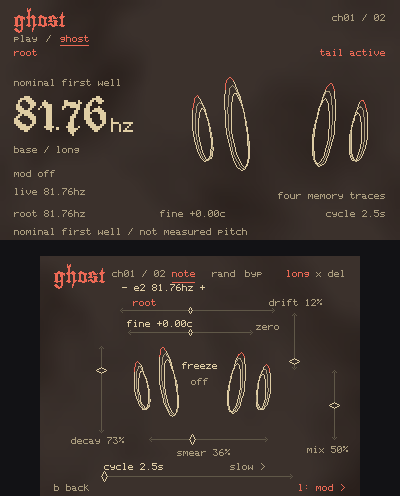 ghost
ch01 / 02
play / ghost
root
tail active
nominal first well
81.76hz
base / long
mod off
live 81.76hz
four memory traces
root 81.76hz
fine +0.00c
cycle 2.5s
nominal first well / not measured pitch
ghost ch01 / 02 note rand byp long x del
- e2 81.76hz +
root
drift 12%
fine +0.00c
zero
freeze
off
decay 73%
smear 36%
mix 50%
cycle 2.5s
slow >
b back
l: mod >